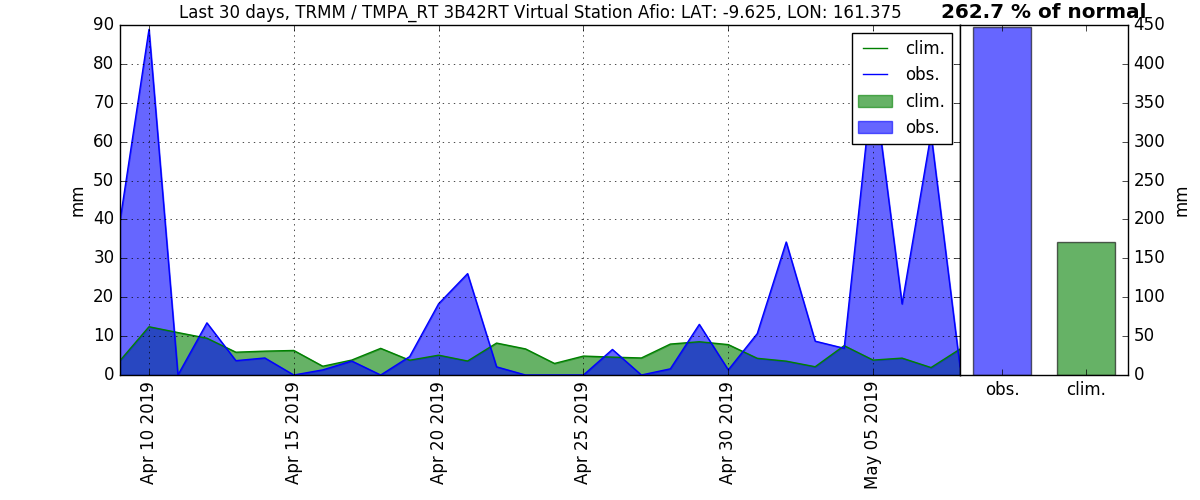 Last 30 days, TRMM / TMPA_RT 3B42RT Virtual Station Afio: LAT: -9.625, LON: 161.375
262.7 % of normal
90
80
70
60
50
40
30
20
10
0
mm
clim.
obs.
clim.
obs.
Apr 10 2019
Apr 15 2019
Apr 20 2019
Apr 25 2019
Apr 30 2019
May 05 2019
450
400
350
300
250
200
150
100
50
0
mm
obs.
clim.